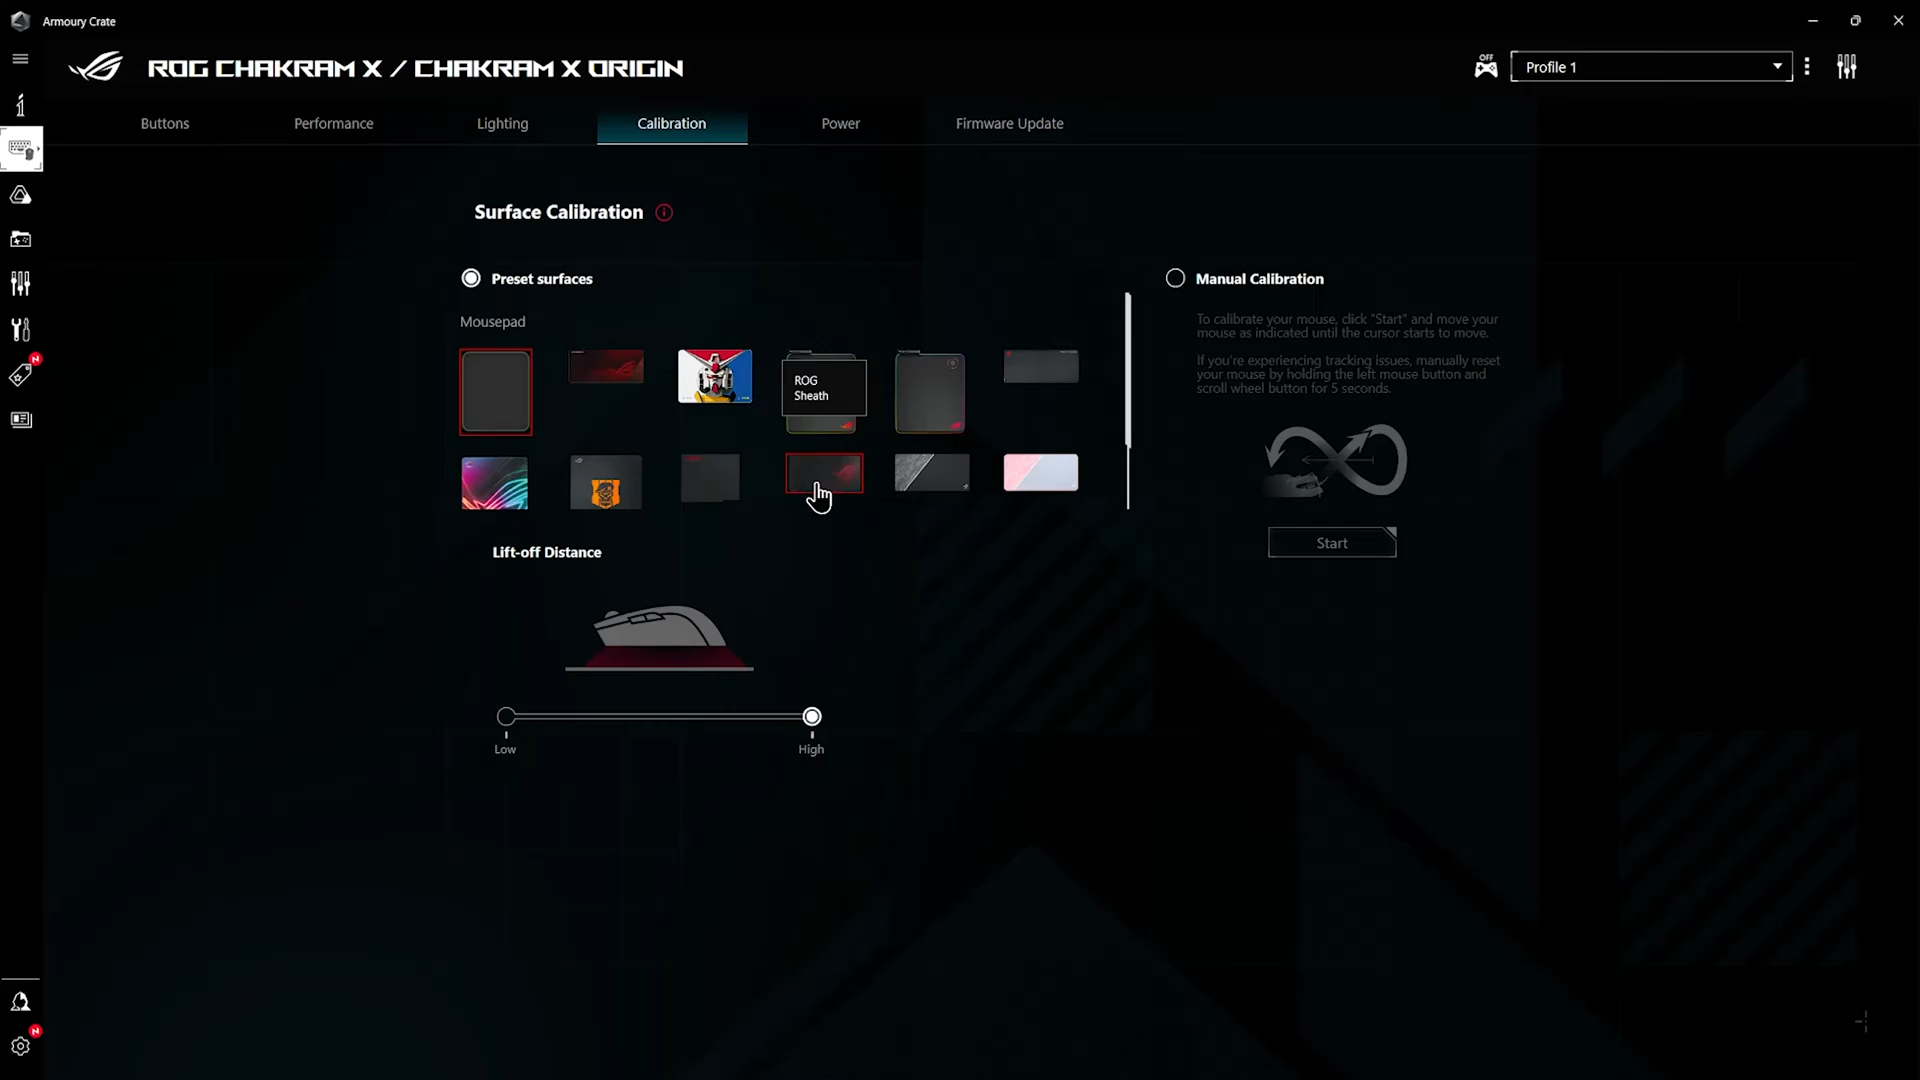 Armoury Crate
ROG CHAKRAM X / CHAKRAM X ORIGIN
OFF
Profile 1
Buttons
Performance
Lighting
Calibration
Power
Firmware Update
Surface Calibration
Preset surfaces
Mousepad
ROG
Sheath
Lift-off Distance
Low
High
Manual Calibration
To calibrate your mouse, click "Start" and move your
mouse as indicated until the cursor starts to move.
If you're experiencing tracking issues, manually reset
your mouse by holding the left mouse button and
scroll wheel button for 5 seconds.
Start
N
N